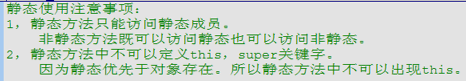 静态使用注意事项：
1，静态方法只能访问静态成员。
非静态方法既可以访问静态也可以访问非静态。
2，静态方法中不可以定义this，super关键字。
因为静态优先于对象存在。所以静态方法中不可以出现this。